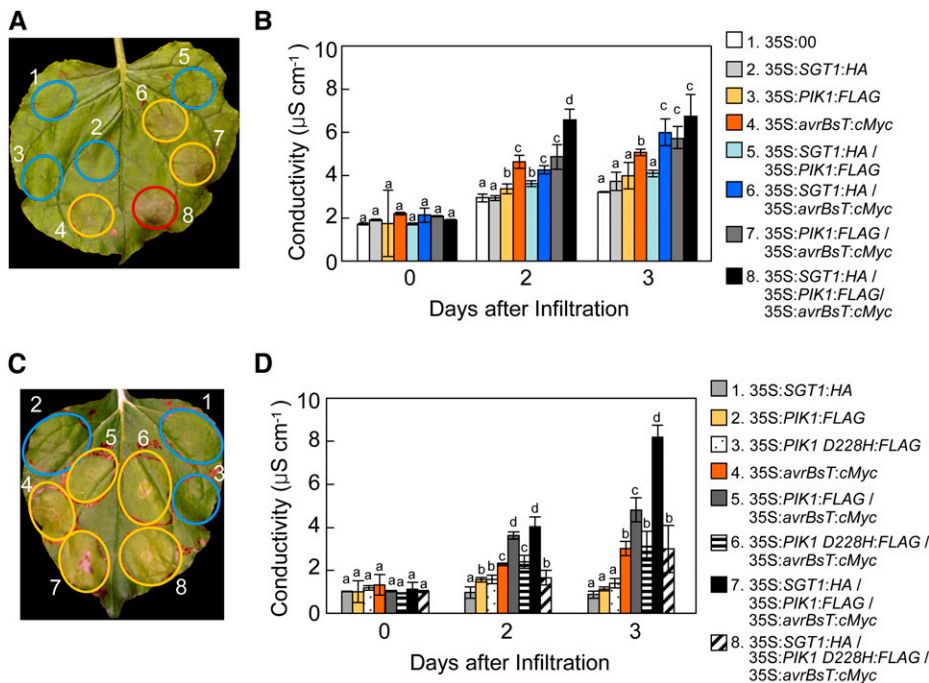 A
1
5
6
2
3
7
4
8
B
Conductivity (µS cm⁻¹)
10
8
6
4
2
0
a a a a a a a a
a a b c b c c d
a a a b a c c c
0 2 3
Days after Infiltration
1. 35S:00
2. 35S:SGT1:HA
3. 35S:PIK1:FLAG
4. 35S:avrBsT:cMyc
5. 35S:SGT1:HA /
35S:PIK1:FLAG
6. 35S:SGT1:HA /
35S:avrBsT:cMyc
7. 35S:PIK1:FLAG /
35S:avrBsT:cMyc
8. 35S:SGT1:HA /
35S:PIK1:FLAG/
35S:avrBsT:cMyc
C
2
1
5
6
4
3
7
8
D
Conductivity (µS cm⁻¹)
10
8
6
4
2
0
a a a a a a a a
a b b c d c d b
a a a b c b d b
0 2 3
Days after Infiltration
1. 35S:SGT1:HA
2. 35S:PIK1:FLAG
3. 35S:PIK1 D228H:FLAG
4. 35S:avrBsT:cMyc
5. 35S:PIK1:FLAG /
35S:avrBsT:cMyc
6. 35S:PIK1 D228H:FLAG /
35S:avrBsT:cMyc
7. 35S:SGT1:HA /
35S:PIK1:FLAG /
35S:avrBsT:cMyc
8. 35S:SGT1:HA /
35S:PIK1 D228H:FLAG /
35S:avrBsT:cMyc